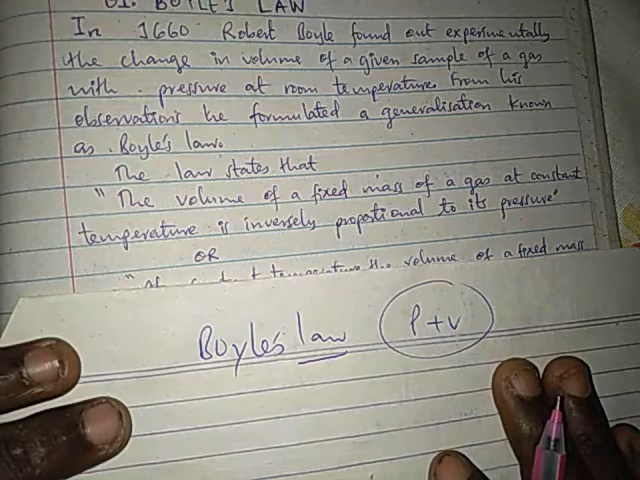 01. BOYLE'S LAW
In 1660 Robert Boyle found out experimentally
the change in volume of a given sample of a gas
with pressure at room temperature. From his
observations he formulated a generalisation known
as Boyle's law.
The law states that
"The volume of a fixed mass of a gas at constant
temperature is inversely proportional to its pressure"
OR
volume of a fixed mass
Boyle's law P+V